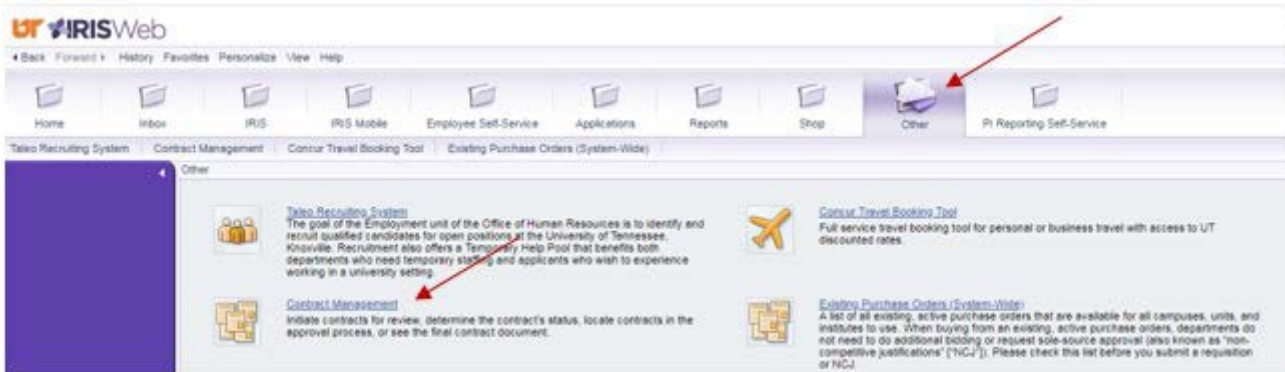 UT IRISWeb
Back Forward History Favorites Personalize View Help
Home Inbox IRIS IRIS Mobile Employee Self-Service Applications Reports Shop Other PI Reporting Self-Service
Taleo Recruiting System Contract Management Concur Travel Booking Tool Existing Purchase Orders (System-Wide)
Other
Taleo Recruiting System
The goal of the Employment unit of the Office of Human Resources is to identify and
recruit qualified candidates for open positions at the University of Tennessee,
Knoxville. Recruitment also offers a Temporary Help Pool that benefits both
departments who need temporary staffing and applicants who wish to experience
working in a university setting.
Concur Travel Booking Tool
Full service travel booking tool for personal or business travel with access to UT
discounted rates.
Contract Management
Initiate contracts for review, determine the contract's status, locate contracts in the
approval process, or see the final contract document.
Existing Purchase Orders (System-Wide)
A list of all existing, active purchase orders that are available for all campuses, units, and
institutes to use. When buying from an existing, active purchase orders, departments do
not need to do additional bidding or request sole-source approval (also known as "non-
competitive justifications" ["NCJ"]). Please check this list before you submit a requisition
or NCJ.